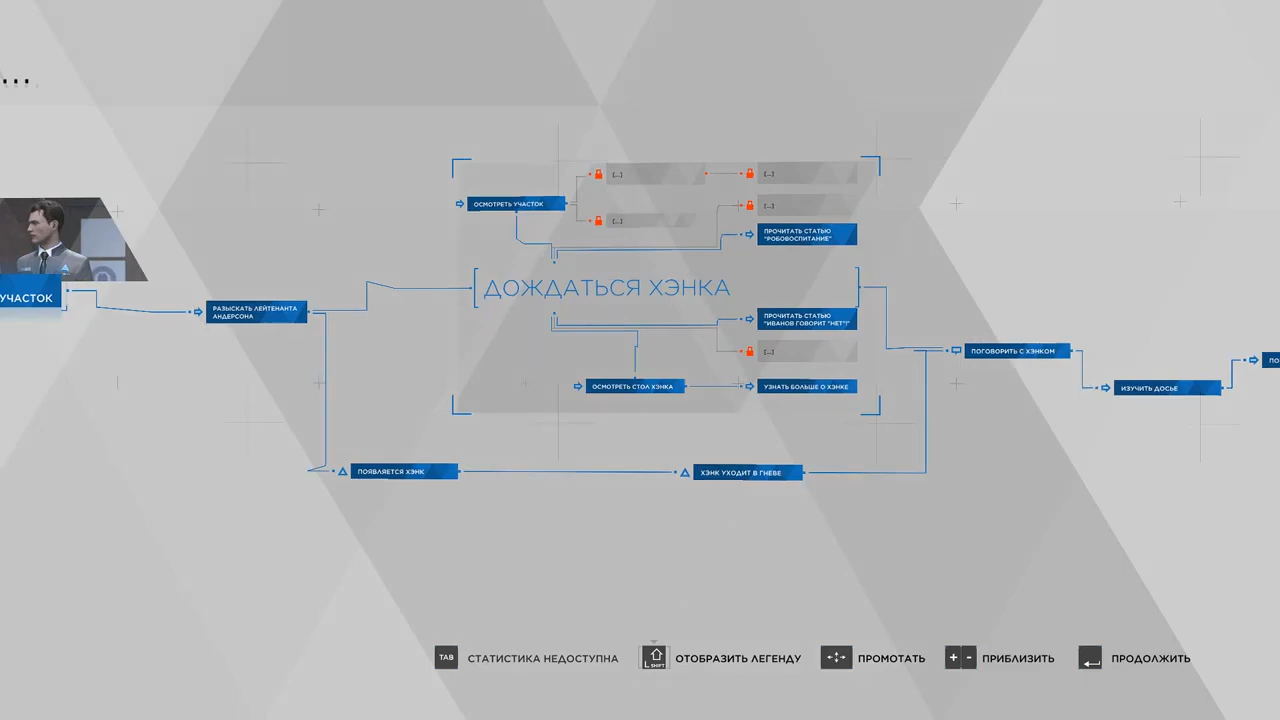 ...
[...]
[...]
ОСМОТРЕТЬ УЧАСТОК
[...]
[...]
ПРОЧИТАТЬ СТАТЬЮ
"РОБОВОСПИТАНИЕ"
УЧАСТОК
РАЗЫСКАТЬ ЛЕЙТЕНАНТА
АНДЕРСОНА
ДОЖДАТЬСЯ ХЭНКА
ПРОЧИТАТЬ СТАТЬЮ
"ИВАНОВ ГОВОРИТ "НЕТ"!"
[...]
ОСМОТРЕТЬ СТОЛ ХЭНКА
УЗНАТЬ БОЛЬШЕ О ХЭНКЕ
ПОГОВОРИТЬ С ХЭНКОМ
ИЗУЧИТЬ ДОСЬЕ
ПО
ПОЯВЛЯЕТСЯ ХЭНК
ХЭНК УХОДИТ В ГНЕВЕ
TAB СТАТИСТИКА НЕДОСТУПНА L SHIFT ОТОБРАЗИТЬ ЛЕГЕНДУ ПРОМОТАТЬ + - ПРИБЛИЗИТЬ ПРОДОЛЖИТЬ